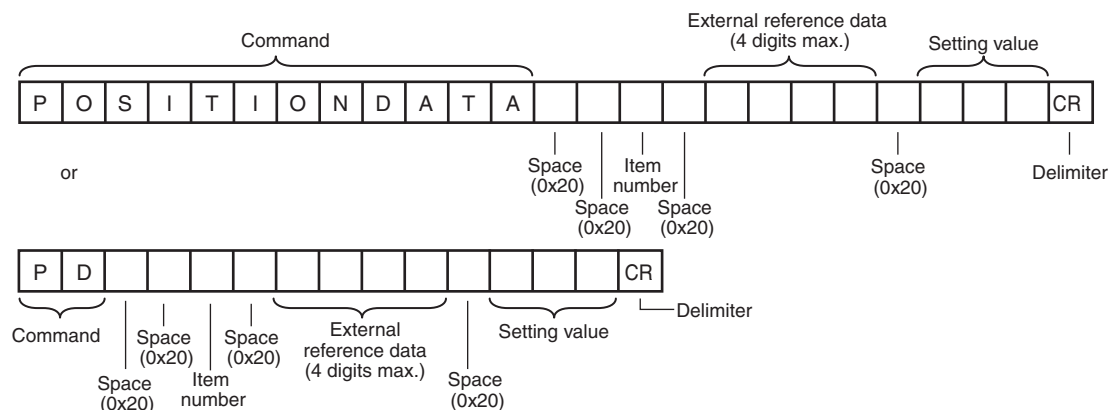 Command
External reference data
(4 digits max.)
Setting value
P O S I T I O N D A T A CR
or
Space
(0x20)
Space
(0x20)
Item
number
Space
(0x20)
Space
(0x20)
Delimiter
P D CR
Command
Space
(0x20)
Space
(0x20)
Item
number
Space
(0x20)
External
reference data
(4 digits max.)
Space
(0x20)
Setting value
Delimiter